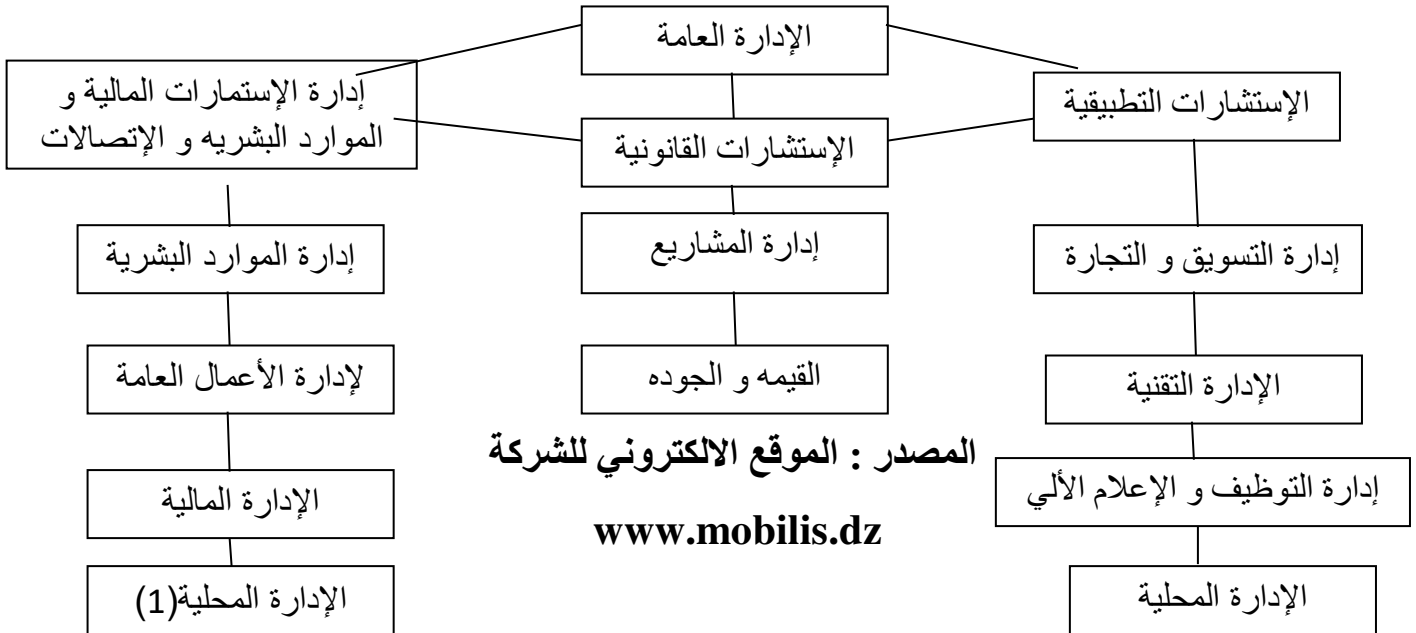 الإدارة العامة
الإستشارات التطبيقية
إدارة الإستمارات المالية و
الموارد البشريه و الإتصالات
الإستشارات القانونية
إدارة التسويق و التجارة
إدارة المشاريع
إدارة الموارد البشرية
الإدارة التقنية
القيمه و الجوده
لإدارة الأعمال العامة
المصدر : الموقع الالكتروني للشركة
إدارة التوظيف و الإعلام الألي
الإدارة المالية
www.mobilis.dz
الإدارة المحلية
الإدارة المحلية(1)